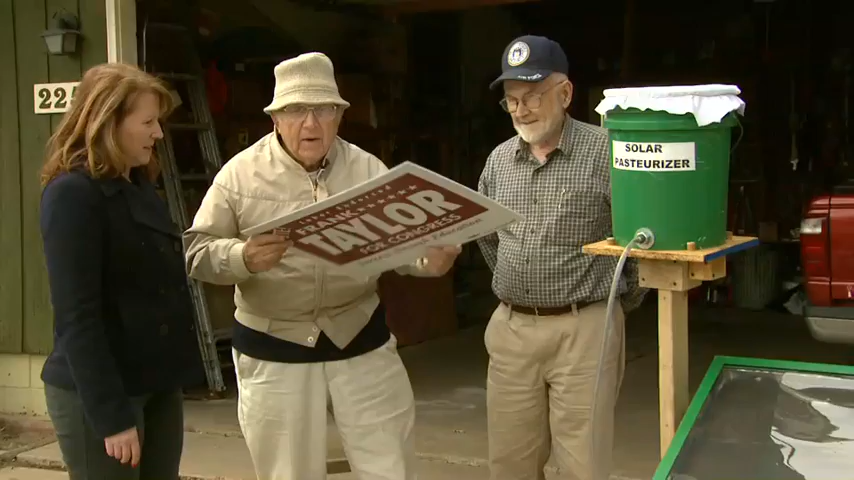 225
FRANK
TAYLOR
FOR CONGRESS
SOLAR
PASTEURIZER